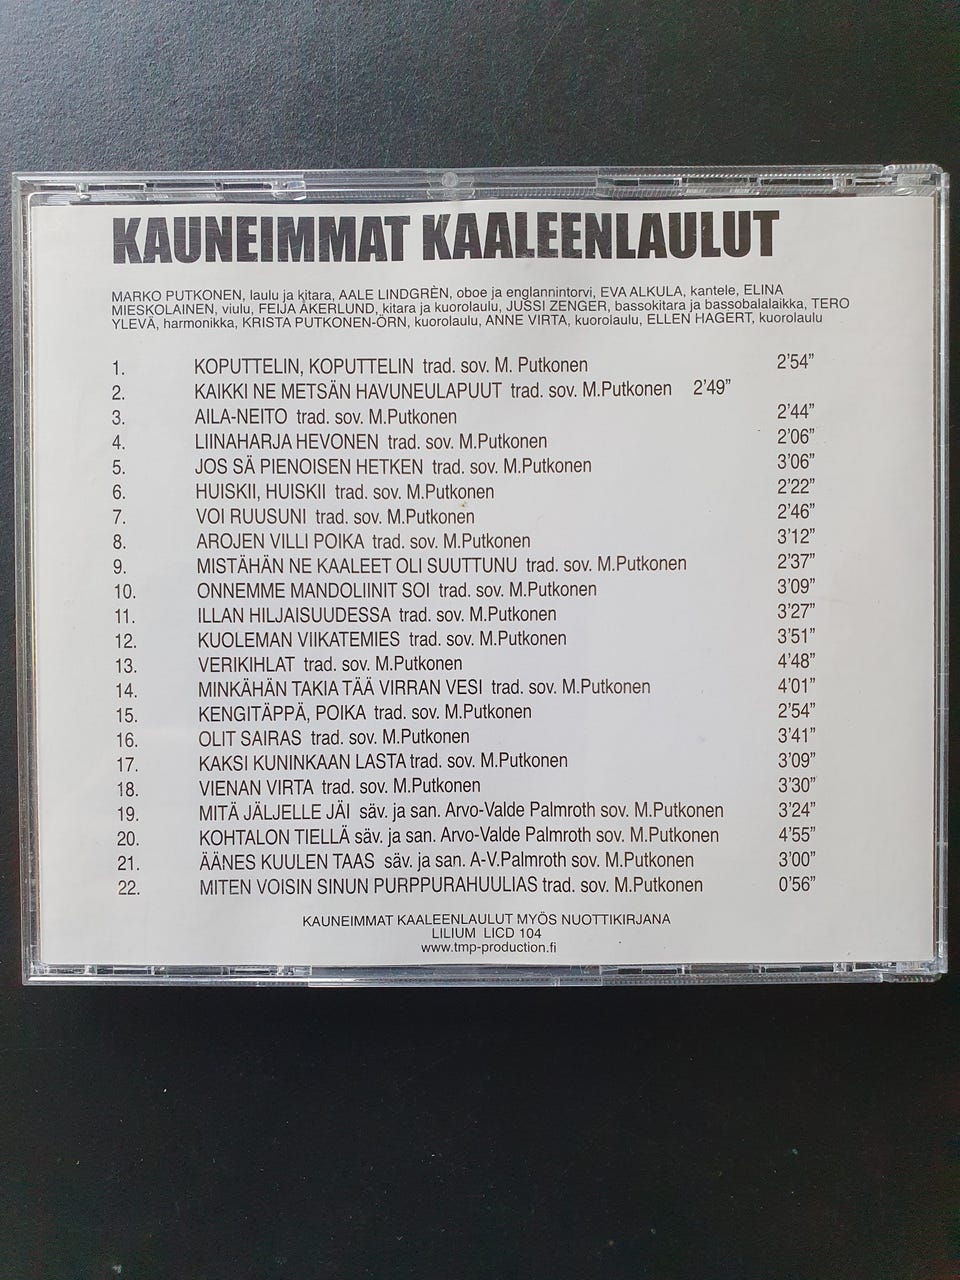 KAUNEIMMAT KAALEENLAULUT
MARKO PUTKONEN, laulu ja kitara, AALE LINDGRÈN, oboe ja englannintorvi, EVA ALKULA, kantele, ELINA
MIESKOLAINEN, viulu, FEIJA ÅKERLUND, kitara ja kuorolaulu, JUSSI ZENGER, bassokitara ja bassobalalaikka, TERO
YLEVÄ, harmonikka, KRISTA PUTKONEN-ÖRN, kuorolaulu, ANNE VIRTA, kuorolaulu, ELLEN HAGERT, kuorolaulu
1. KOPUTTELIN, KOPUTTELIN trad. sov. M. Putkonen 2'54"
2. KAIKKI NE METSÄN HAVUNEULAPUUT trad. sov. M.Putkonen 2'49"
3. AILA-NEITO trad. sov. M.Putkonen 2'44"
4. LIINAHARJA HEVONEN trad. sov. M.Putkonen 2'06"
5. JOS SÄ PIENOISEN HETKEN trad. sov. M.Putkonen 3'06"
6. HUISKII, HUISKII trad. sov. M.Putkonen 2'22"
7. VOI RUUSUNI trad. sov. M.Putkonen 2'46"
8. AROJEN VILLI POIKA trad. sov. M.Putkonen 3'12"
9. MISTÄHÄN NE KAALEET OLI SUUTTUNU trad. sov. M.Putkonen 2'37"
10. ONNEMME MANDOLIINIT SOI trad. sov. M.Putkonen 3'09"
11. ILLAN HILJAISUUDESSA trad. sov. M.Putkonen 3'27"
12. KUOLEMAN VIIKATEMIES trad. sov. M.Putkonen 3'51"
13. VERIKIHLAT trad. sov. M.Putkonen 4'48"
14. MINKÄHÄN TAKIA TÄÄ VIRRAN VESI trad. sov. M.Putkonen 4'01"
15. KENGITÄPPÄ, POIKA trad. sov. M.Putkonen 2'54"
16. OLIT SAIRAS trad. sov. M.Putkonen 3'41"
17. KAKSI KUNINKAAN LASTA trad. sov. M.Putkonen 3'09"
18. VIENAN VIRTA trad. sov. M.Putkonen 3'30"
19. MITÄ JÄLJELLE JÄI säv. ja san. Arvo-Valde Palmroth sov. M.Putkonen 3'24"
20. KOHTALON TIELLÄ säv. ja san. Arvo-Valde Palmroth sov. M.Putkonen 4'55"
21. ÄÄNES KUULEN TAAS säv. ja san. A-V.Palmroth sov. M.Putkonen 3'00"
22. MITEN VOISIN SINUN PURPPURAHUULIAS trad. sov. M.Putkonen 0'56"
KAUNEIMMAT KAALEENLAULUT MYÖS NUOTTIKIRJANA
LILIUM LICD 104
www.tmp-production.fi